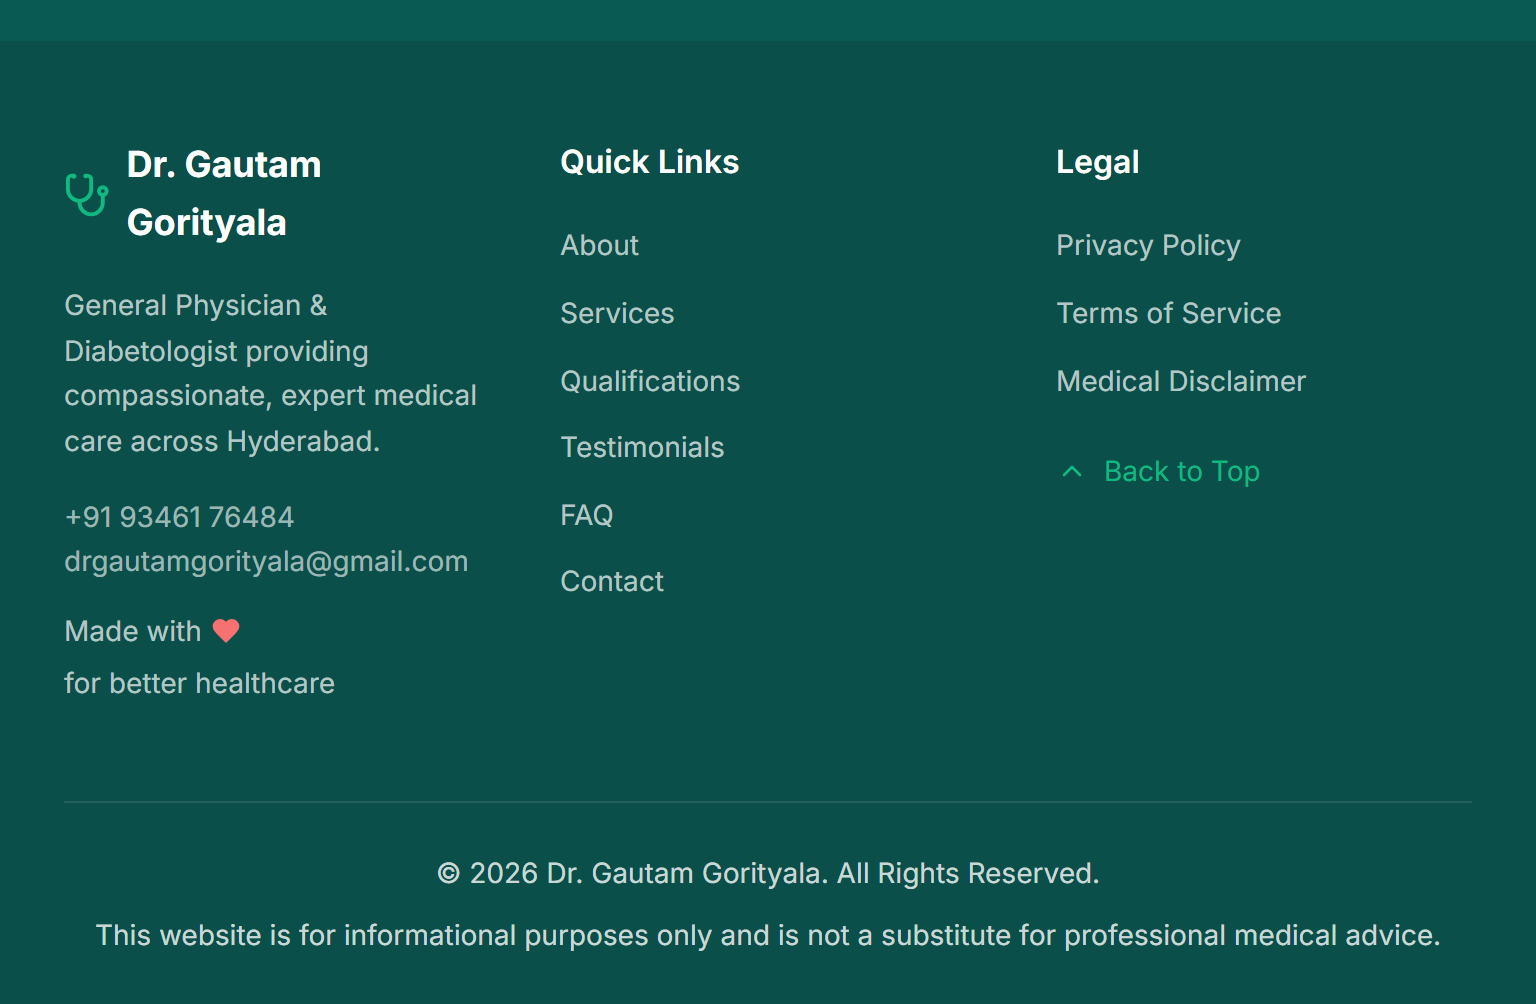 Dr. Gautam
Gorityala
General Physician &
Diabetologist providing
compassionate, expert medical
care across Hyderabad.
+91 93461 76484
drgautamgorityala@gmail.com
Made with ❤
for better healthcare
Quick Links
About
Services
Qualifications
Testimonials
FAQ
Contact
Legal
Privacy Policy
Terms of Service
Medical Disclaimer
Back to Top
© 2026 Dr. Gautam Gorityala. All Rights Reserved.
This website is for informational purposes only and is not a substitute for professional medical advice.